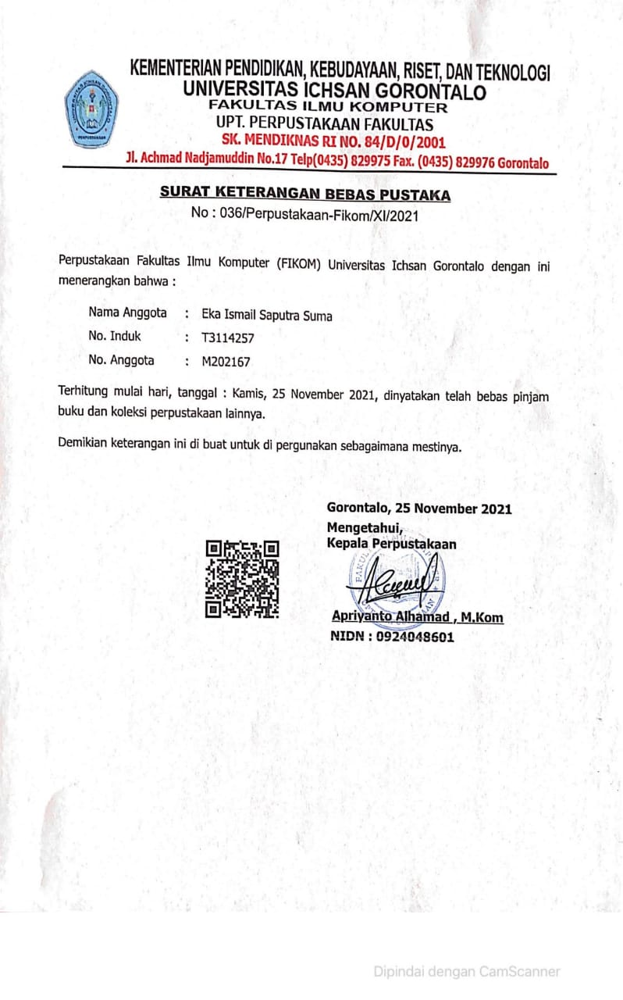 KEMENTERIAN PENDIDIKAN, KEBUDAYAAN, RISET, DAN TEKNOLOGI
UNIVERSITAS ICHSAN GORONTALO
FAKULTAS ILMU KOMPUTER
UPT. PERPUSTAKAAN FAKULTAS
SK. MENDIKNAS RI NO. 84/D/0/2001
Jl. Achmad Nadjamuddin No.17 Telp(0435) 829975 Fax. (0435) 829976 Gorontalo
UNIVERSITAS ICHSAN GORONTALO
PERPUSTAKAAN
SURAT KETERANGAN BEBAS PUSTAKA
No : 036/Perpustakaan-Fikom/XI/2021
Perpustakaan Fakultas Ilmu Komputer (FIKOM) Universitas Ichsan Gorontalo dengan ini
menerangkan bahwa :
Nama Anggota : Eka Ismail Saputra Suma
No. Induk : T3114257
No. Anggota : M202167
Terhitung mulai hari, tanggal : Kamis, 25 November 2021, dinyatakan telah bebas pinjam
buku dan koleksi perpustakaan lainnya.
Demikian keterangan ini di buat untuk di pergunakan sebagaimana mestinya.
Gorontalo, 25 November 2021
Mengetahui,
Kepala Perpustakaan
Apriyanto Alhamad , M.Kom
NIDN : 0924048601
Dipindai dengan CamScanner